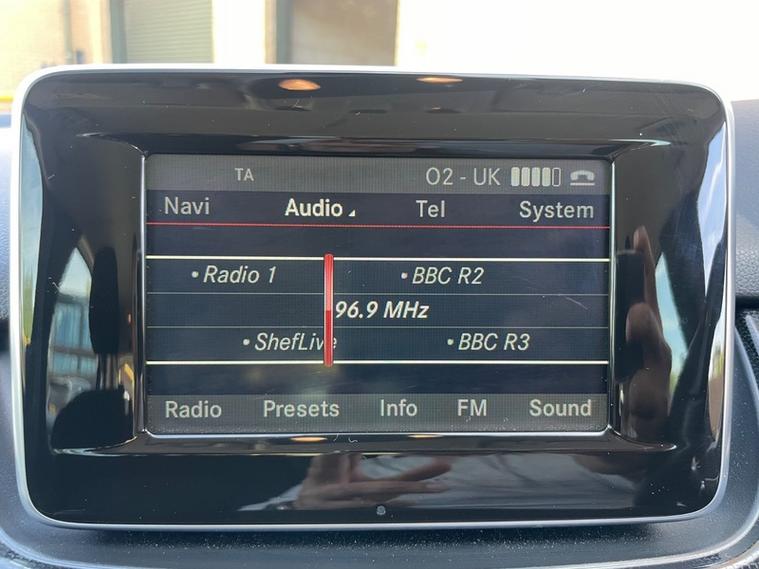 TA O2 - UK
Navi Audio Tel System
• Radio 1 • BBC R2
96.9 MHz
• ShefLive • BBC R3
Radio Presets Info FM Sound